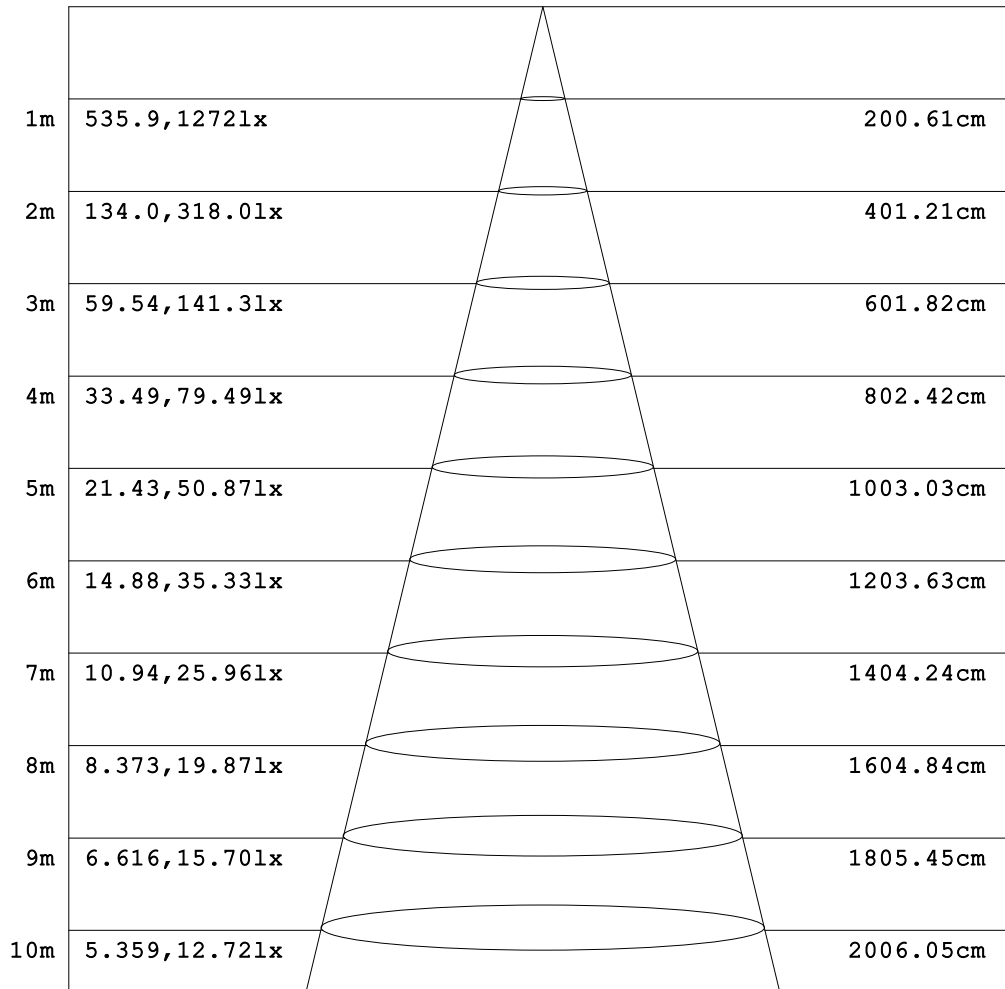 1m 535.9,1272lx 200.61cm
2m 134.0,318.0lx 401.21cm
3m 59.54,141.3lx 601.82cm
4m 33.49,79.49lx 802.42cm
5m 21.43,50.87lx 1003.03cm
6m 14.88,35.33lx 1203.63cm
7m 10.94,25.96lx 1404.24cm
8m 8.373,19.87lx 1604.84cm
9m 6.616,15.70lx 1805.45cm
10m 5.359,12.72lx 2006.05cm